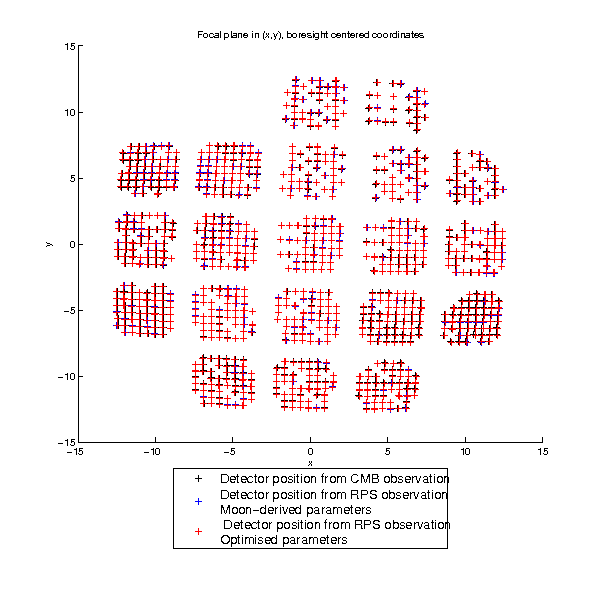 Focal plane in (x,y), boresight centered coordinates
15
10
5
0
−5
−10
−15
y
−15 −10 −5 0 5 10 15
x
Detector position from CMB observation
Detector position from RPS observation
Moon−derived parameters
Detector position from RPS observation
Optimised parameters